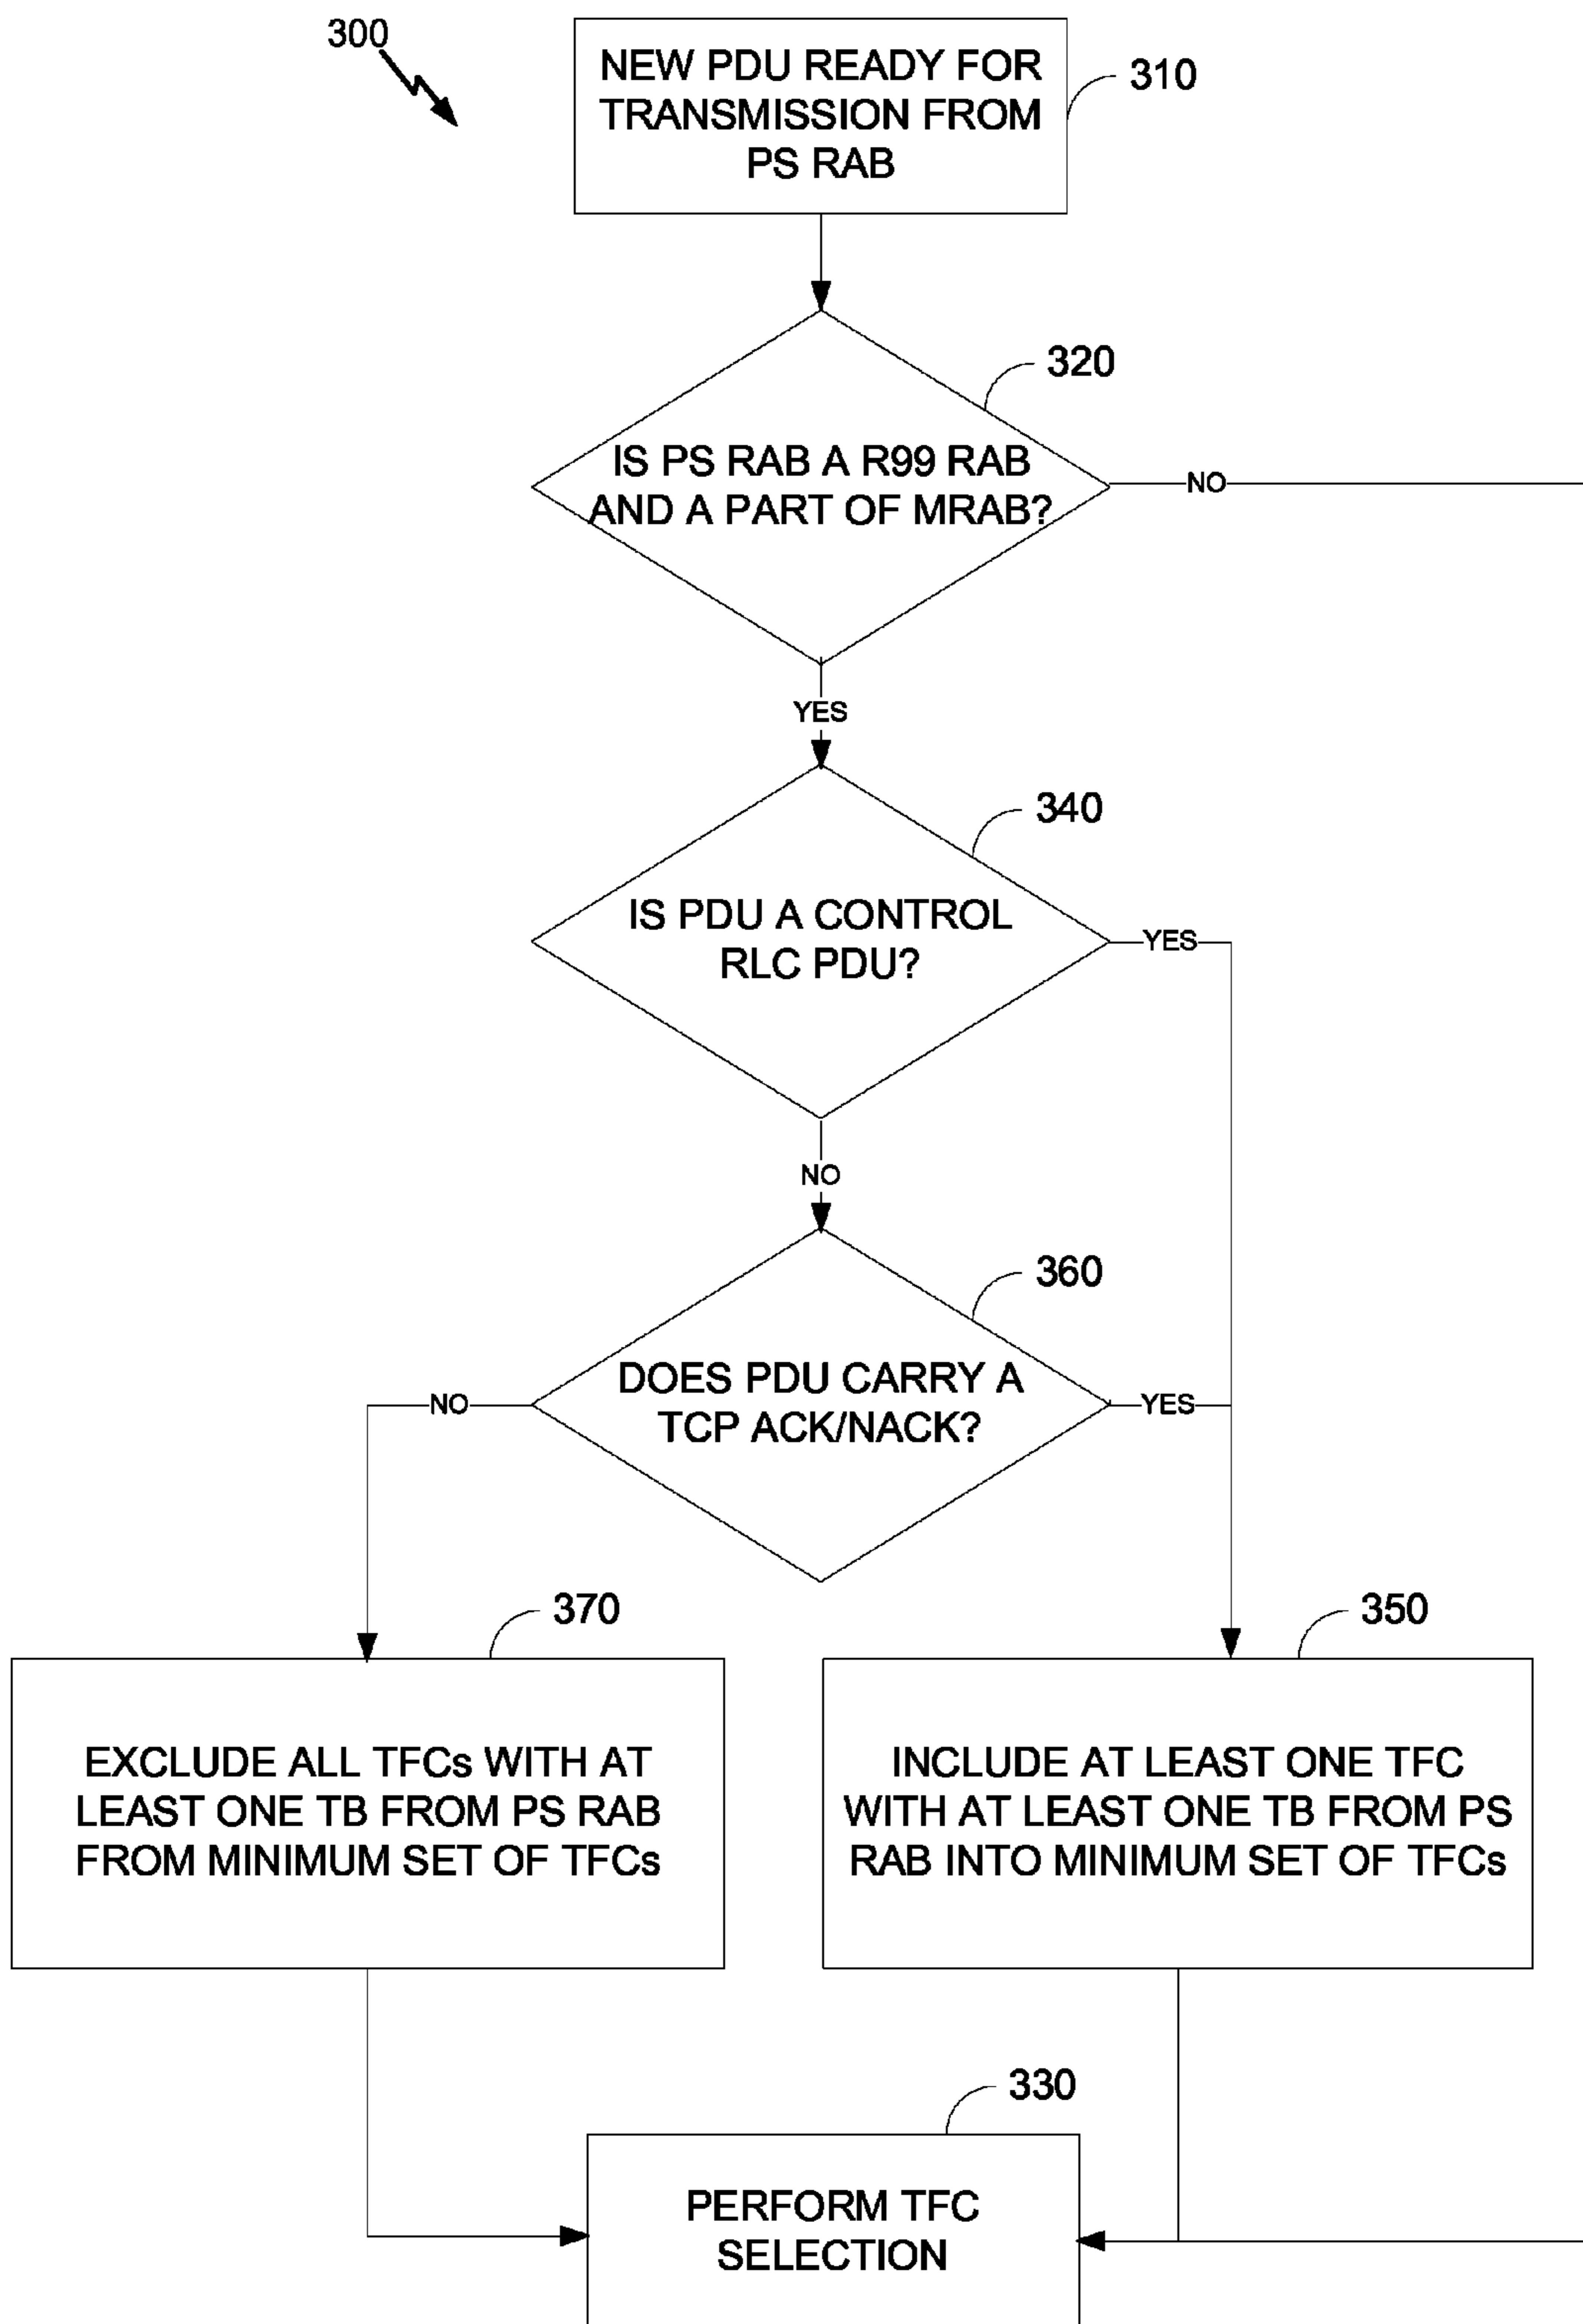 300
NEW PDU READY FOR
TRANSMISSION FROM
PS RAB
310
320
IS PS RAB A R99 RAB
AND A PART OF MRAB?
NO
YES
340
IS PDU A CONTROL
RLC PDU?
YES
NO
360
DOES PDU CARRY A
TCP ACK/NACK?
NO
YES
370
350
EXCLUDE ALL TFCs WITH AT
LEAST ONE TB FROM PS RAB
FROM MINIMUM SET OF TFCs
INCLUDE AT LEAST ONE TFC
WITH AT LEAST ONE TB FROM PS
RAB INTO MINIMUM SET OF TFCs
330
PERFORM TFC
SELECTION